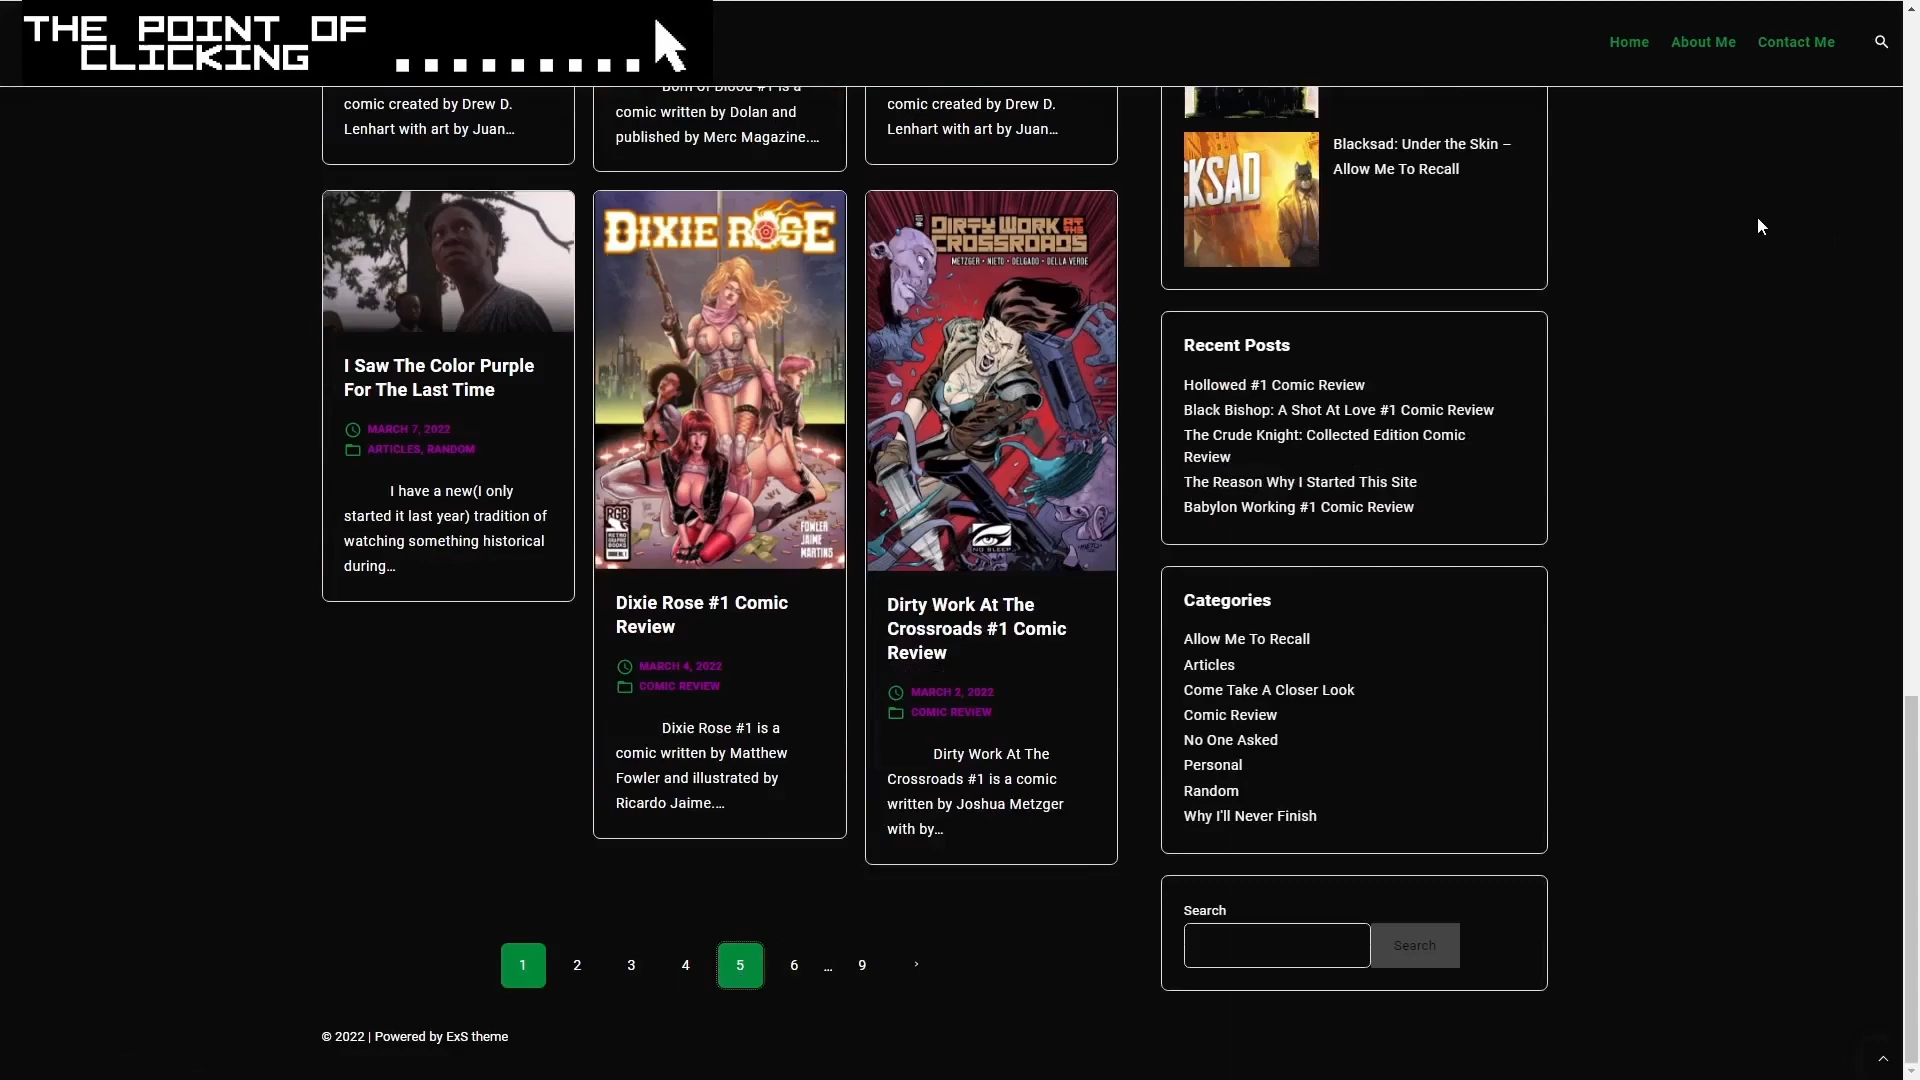 THE POINT OF
CLICKING
Home
About Me
Contact Me
comic created by Drew D.
Lenhart with art by Juan...
Born of Blood #1 is a
comic written by Dolan and
published by Merc Magazine....
comic created by Drew D.
Lenhart with art by Juan...
I Saw The Color Purple
For The Last Time
MARCH 7, 2022
ARTICLES, RANDOM
I have a new(I only
started it last year) tradition of
watching something historical
during...
DIXIE ROSE
RGB
FOWLER
JAIME
MARTINS
Dixie Rose #1 Comic
Review
MARCH 4, 2022
COMIC REVIEW
Dixie Rose #1 is a
comic written by Matthew
Fowler and illustrated by
Ricardo Jaime....
DIRTY WORK AT THE
CROSSROADS
METZGER • NIETO • DELGADO • DELLA VERDE
NO SLEEP
Dirty Work At The
Crossroads #1 Comic
Review
MARCH 2, 2022
COMIC REVIEW
Dirty Work At The
Crossroads #1 is a comic
written by Joshua Metzger
with by...
1
2
3
4
5
6
...
9
›
KSAD
Blacksad: Under the Skin –
Allow Me To Recall
Recent Posts
Hollowed #1 Comic Review
Black Bishop: A Shot At Love #1 Comic Review
The Crude Knight: Collected Edition Comic
Review
The Reason Why I Started This Site
Babylon Working #1 Comic Review
Categories
Allow Me To Recall
Articles
Come Take A Closer Look
Comic Review
No One Asked
Personal
Random
Why I'll Never Finish
Search
Search
© 2022 | Powered by ExS theme